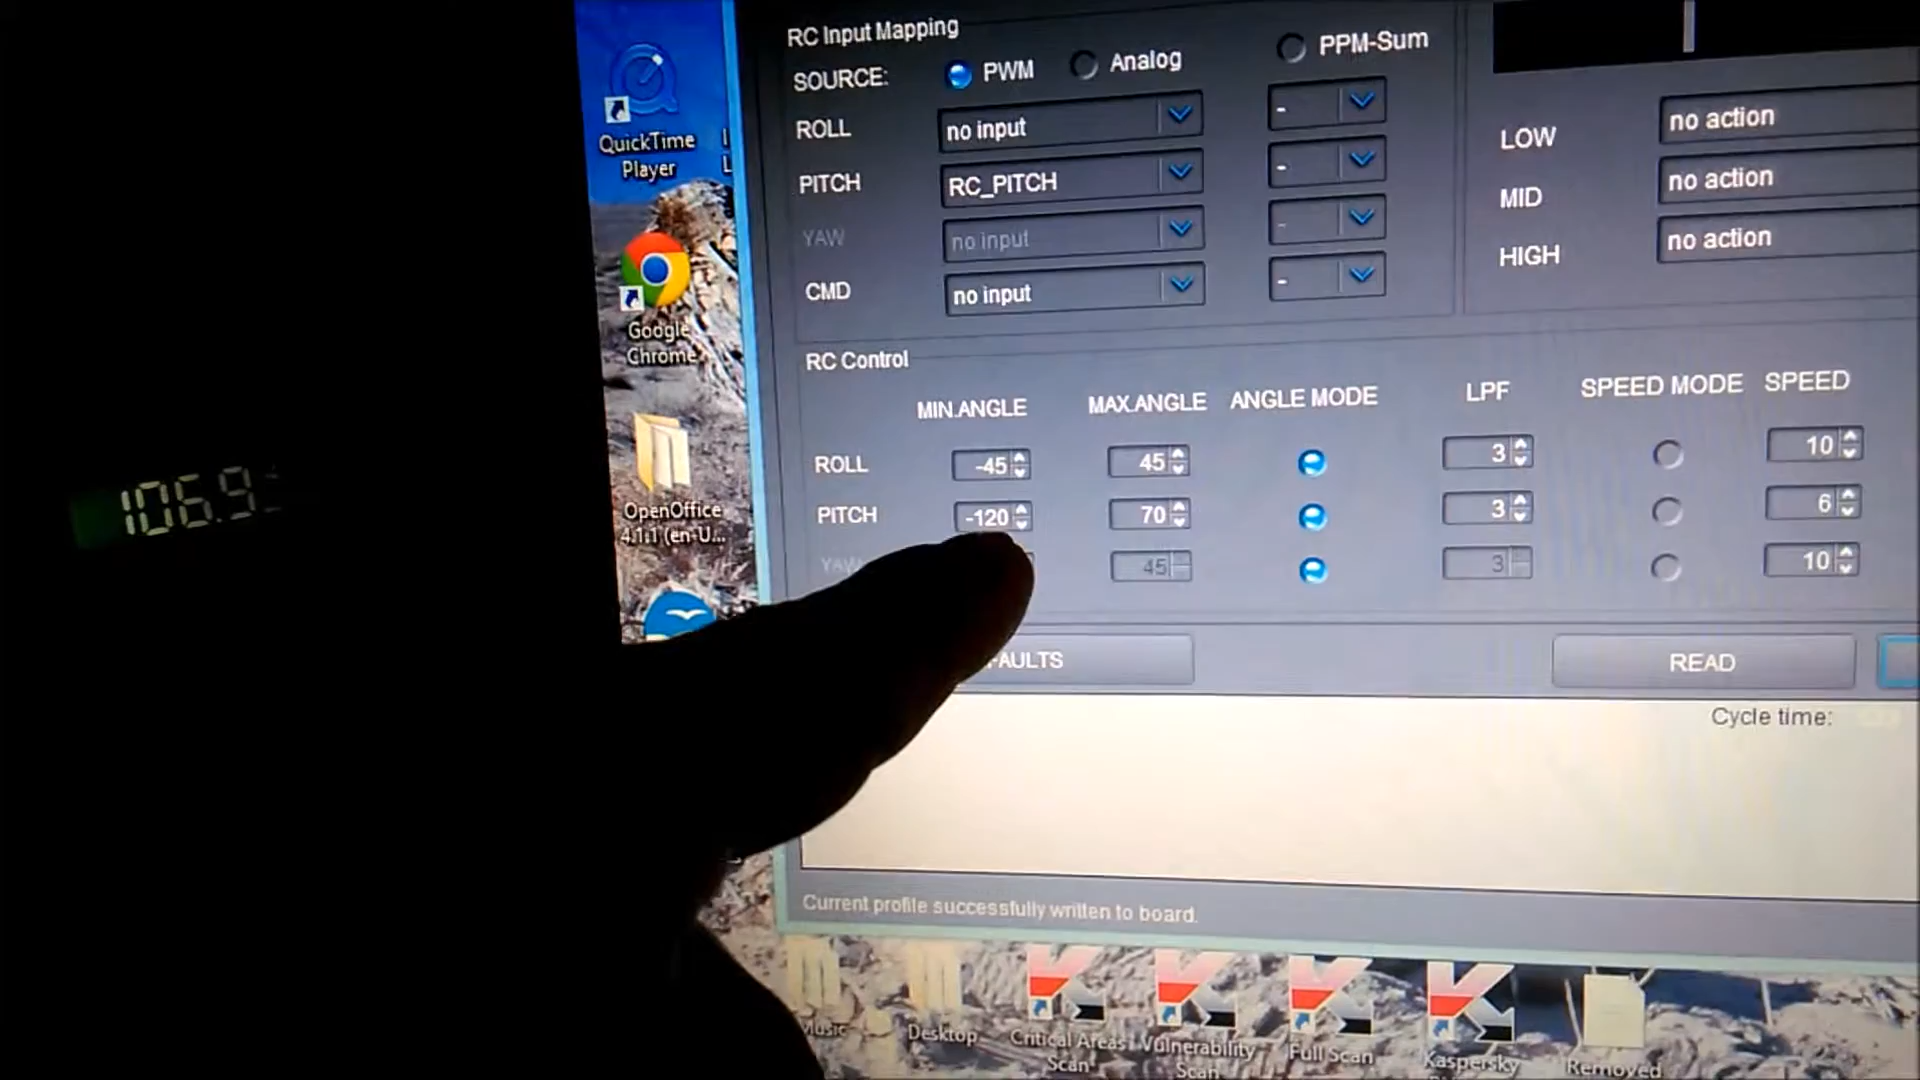 QuickTime
Player
Google
Chrome
OpenOffice
4.1.1 (en-U...
106.9
RC Input Mapping
SOURCE: PWM Analog PPM-Sum
ROLL no input -
PITCH RC_PITCH -
YAW no input -
CMD no input -
LOW no action
MID no action
HIGH no action
RC Control
MIN.ANGLE MAX.ANGLE ANGLE MODE LPF SPEED MODE SPEED
ROLL -45 45 3 10
PITCH -120 70 3 6
YAW 45 3 10
AULTS READ
Cycle time:
Current profile successfully written to board.
Music
Desktop
Critical Areas
Scan
Vulnerability
Scan
Full Scan
Kaspersky
Removed